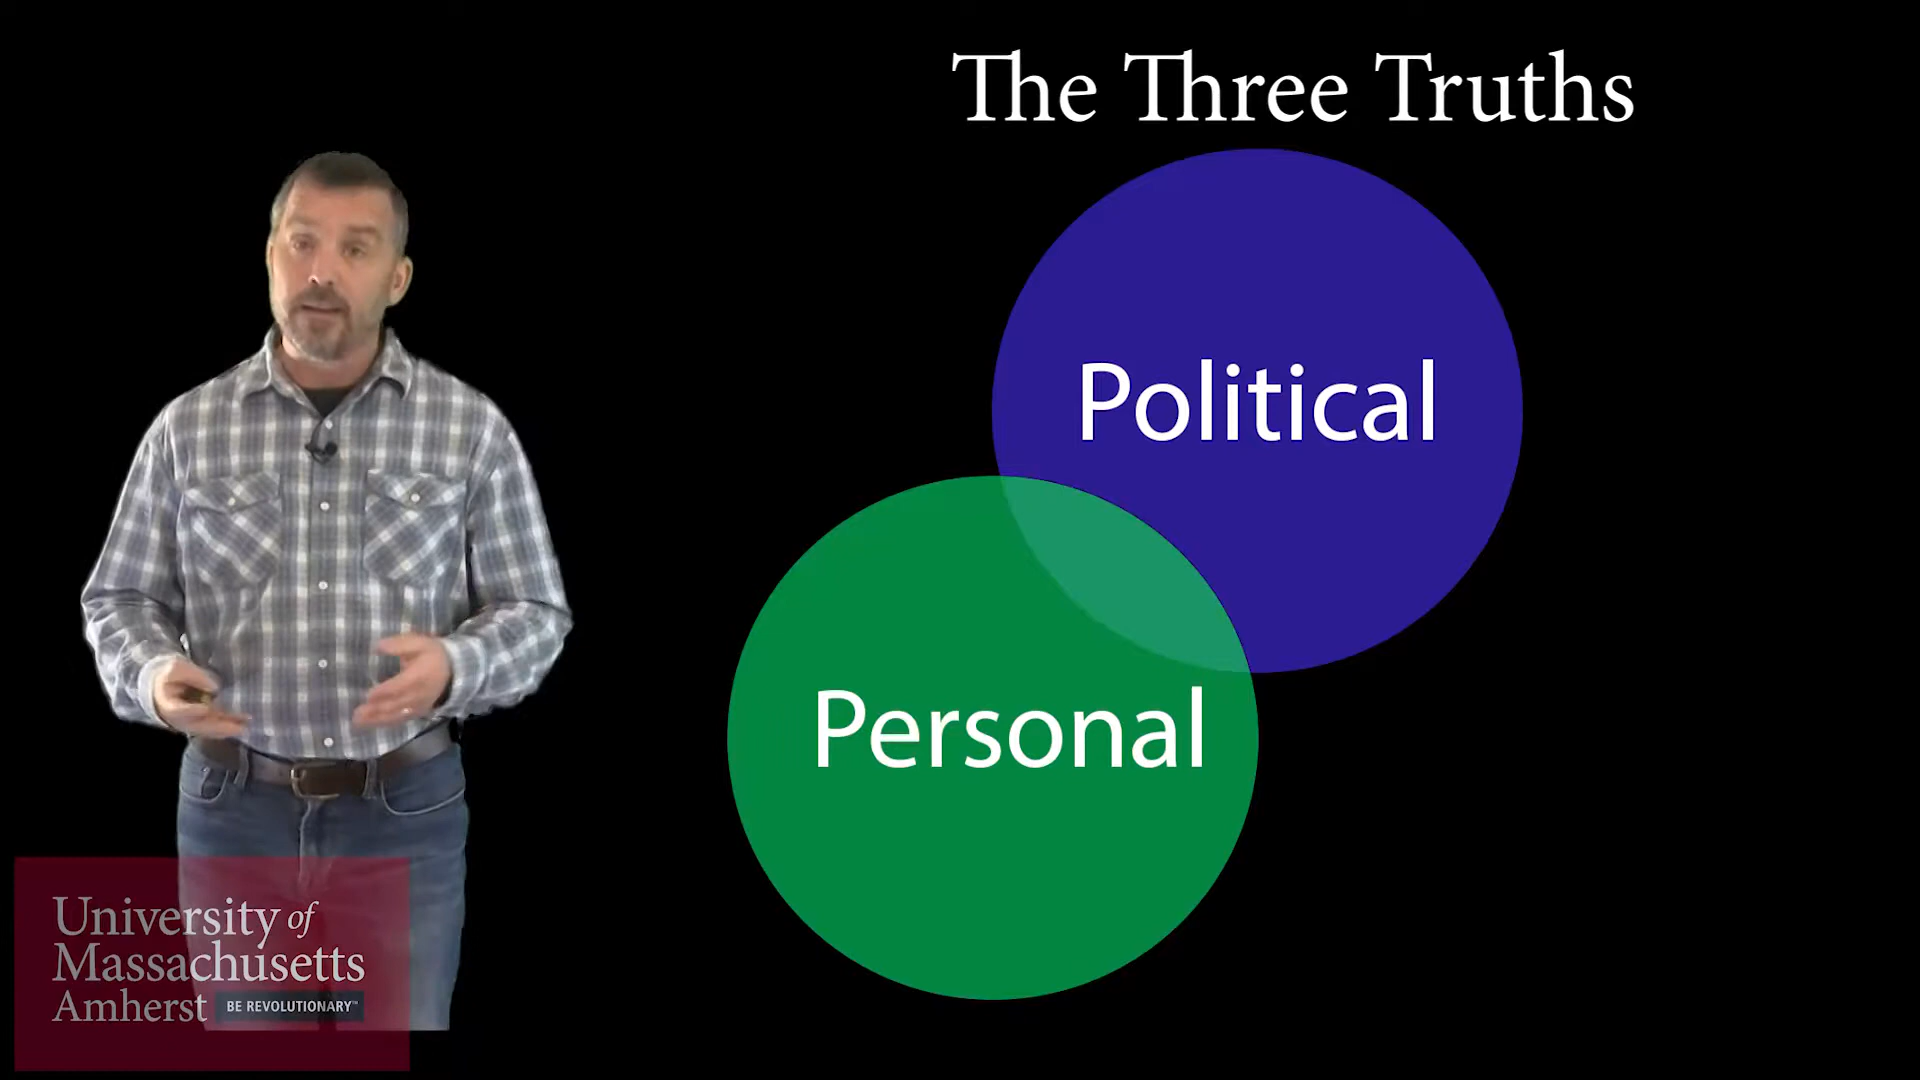 The Three Truths
Political
Personal
University of
Massachusetts
Amherst BE REVOLUTIONARY™